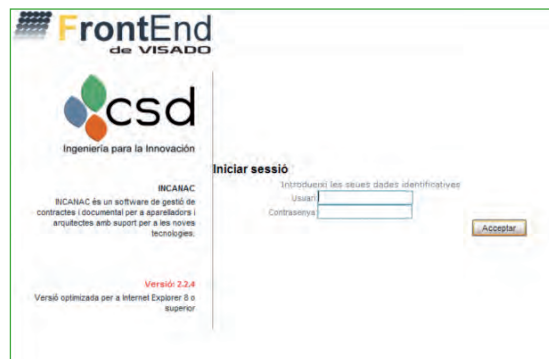 FrontEnd
de VISADO
csd
Ingeniería para la Innovación
INCANAC
INCANAC és un software de gestió de
contractes i documental per a aparelladors i
arquitectes amb suport per a les noves
tecnologies.
Versió: 2.2.4
Versió optimizada per a Internet Explorer 8 o
superior
Iniciar sessió
Introdueixi les seues dades identificatives
Usuari
Contrasenya
Acceptar